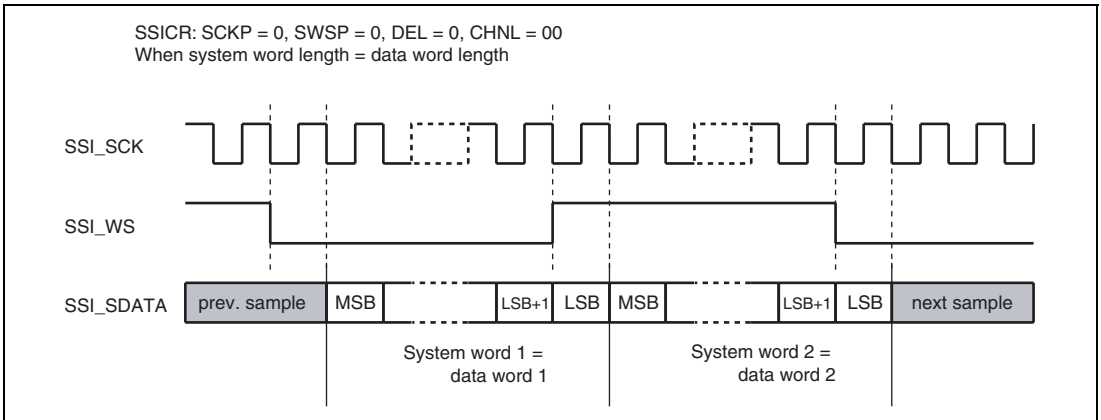 SSICR: SCKP = 0, SWSP = 0, DEL = 0, CHNL = 00
When system word length = data word length
SSI_SCK
SSI_WS
SSI_SDATA
prev. sample
MSB
LSB+1
LSB
MSB
LSB+1
LSB
next sample
System word 1 =
data word 1
System word 2 =
data word 2